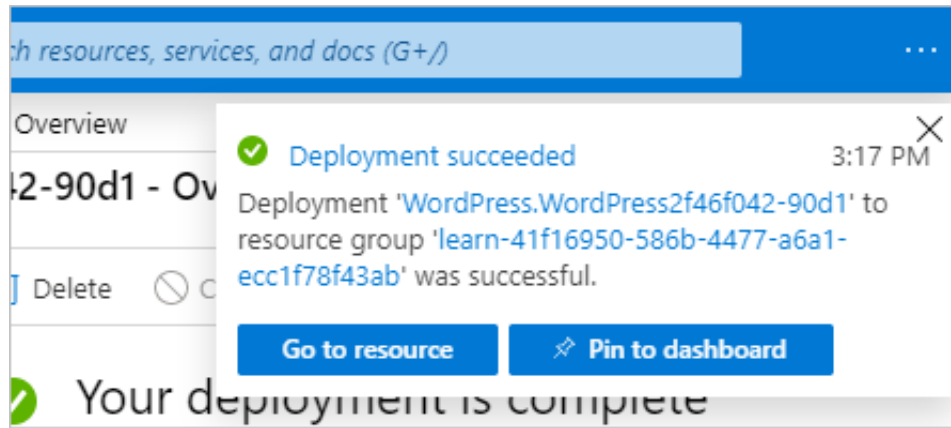 ch resources, services, and docs (G+/)
...
Overview
42-90d1 - Ov
Deployment succeeded
3:17 PM
Deployment 'WordPress.WordPress2f46f042-90d1' to
resource group 'learn-41f16950-586b-4477-a6a1-
ecc1f78f43ab' was successful.
Delete
C
Go to resource
Pin to dashboard
Your deployment is complete